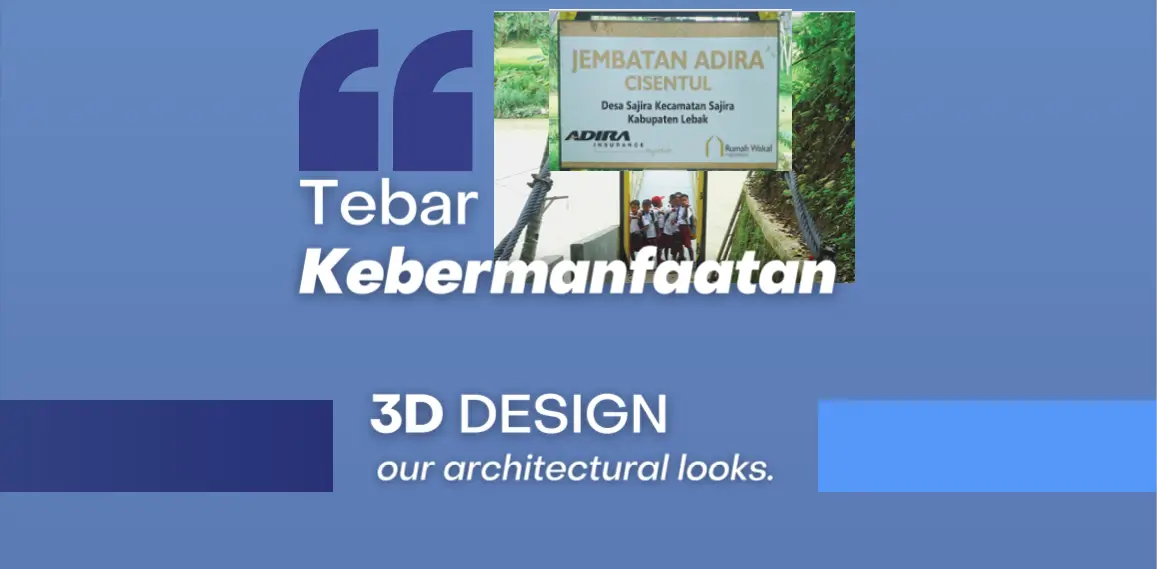 JEMBATAN ADIRA
CISENTUL
Desa Sajira Kecamatan Sajira
Kabupaten Lebak
ADIRA
INSURANCE
Rumah Wakaf
Tebar
Kebermanfaatan
3D DESIGN
our architectural looks.